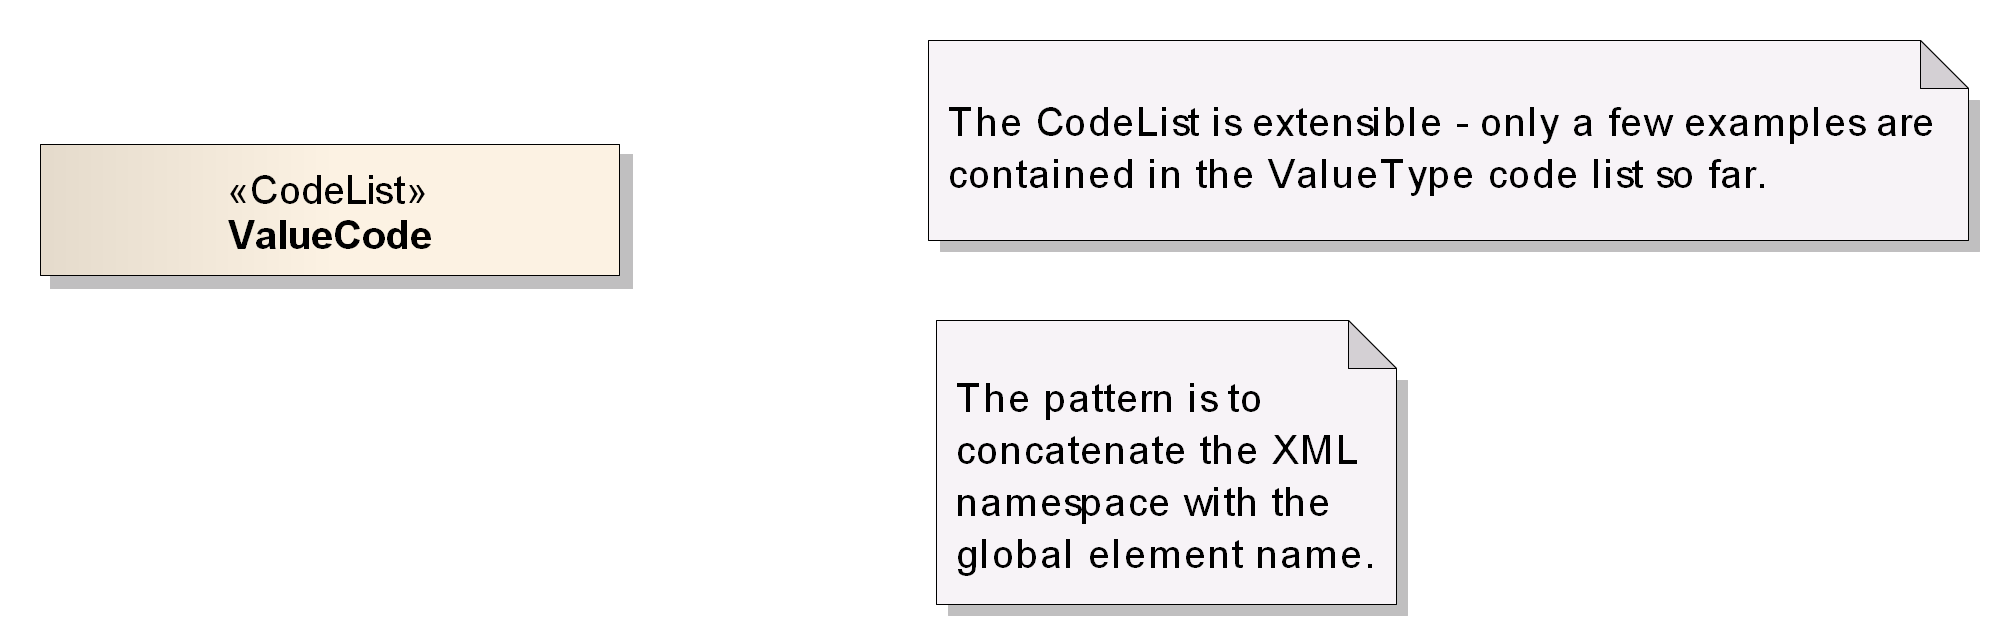 «CodeList»
ValueCode
The CodeList is extensible - only a few examples are
contained in the ValueType code list so far.
The pattern is to
concatenate the XML
namespace with the
global element name.